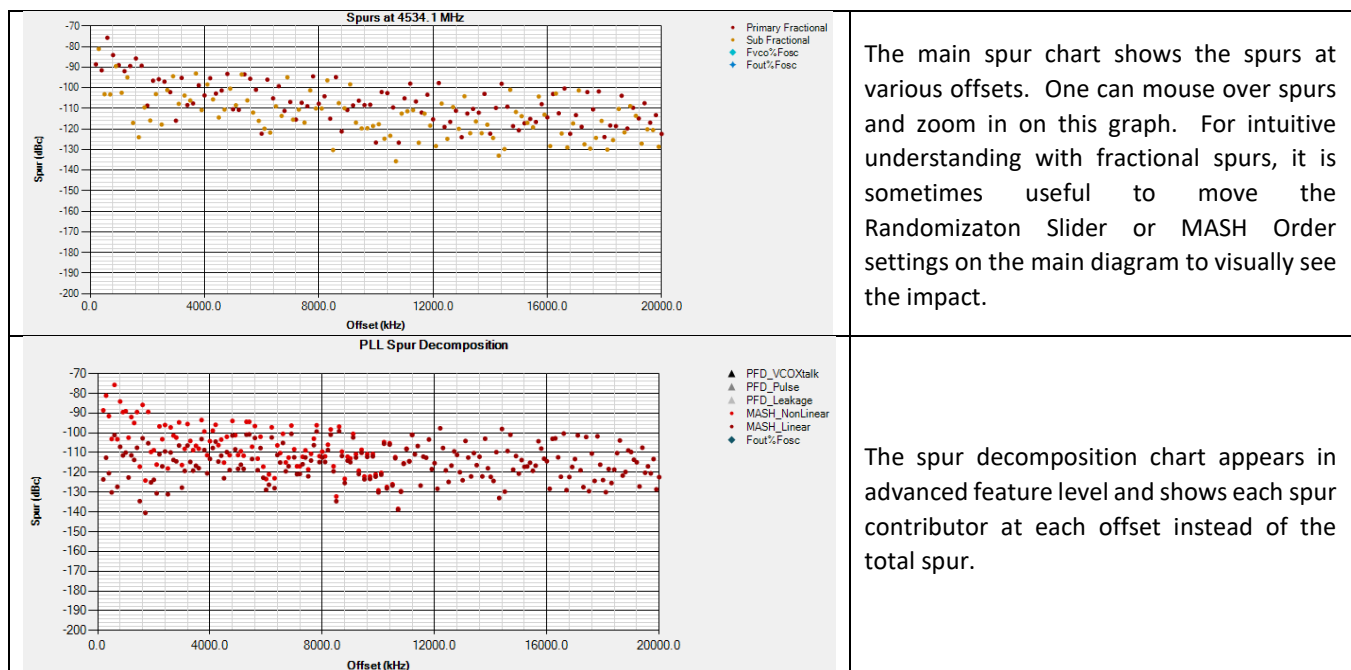 Spurs at 4534.1 MHz
-70
-80
-90
-100
-110
-120
-130
-140
-150
-160
-170
-180
-190
-200
Spur (dBc)
0.0 4000.0 8000.0 12000.0 16000.0 20000.0
Offset (kHz)
Primary Fractional
Sub Fractional
Fvco%Fosc
Fout%Fosc
The main spur chart shows the spurs at
various offsets. One can mouse over spurs
and zoom in on this graph. For intuitive
understanding with fractional spurs, it is
sometimes useful to move the
Randomizaton Slider or MASH Order
settings on the main diagram to visually see
the impact.
PLL Spur Decomposition
-70
-80
-90
-100
-110
-120
-130
-140
-150
-160
-170
-180
-190
-200
Spur (dBc)
0.0 4000.0 8000.0 12000.0 16000.0 20000.0
Offset (kHz)
PFD_VCOXtalk
PFD_Pulse
PFD_Leakage
MASH_NonLinear
MASH_Linear
Fout%Fosc
The spur decomposition chart appears in
advanced feature level and shows each spur
contributor at each offset instead of the
total spur.